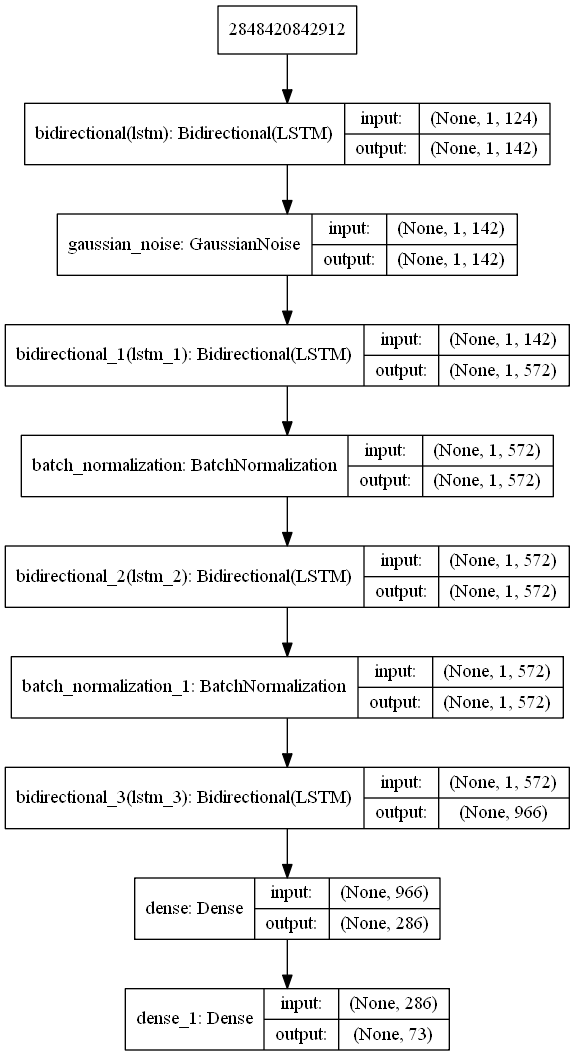 2848420842912
bidirectional(lstm): Bidirectional(LSTM)
input: (None, 1, 124)
output: (None, 1, 142)
gaussian_noise: GaussianNoise
input: (None, 1, 142)
output: (None, 1, 142)
bidirectional_1(lstm_1): Bidirectional(LSTM)
input: (None, 1, 142)
output: (None, 1, 572)
batch_normalization: BatchNormalization
input: (None, 1, 572)
output: (None, 1, 572)
bidirectional_2(lstm_2): Bidirectional(LSTM)
input: (None, 1, 572)
output: (None, 1, 572)
batch_normalization_1: BatchNormalization
input: (None, 1, 572)
output: (None, 1, 572)
bidirectional_3(lstm_3): Bidirectional(LSTM)
input: (None, 1, 572)
output: (None, 966)
dense: Dense
input: (None, 966)
output: (None, 286)
dense_1: Dense
input: (None, 286)
output: (None, 73)